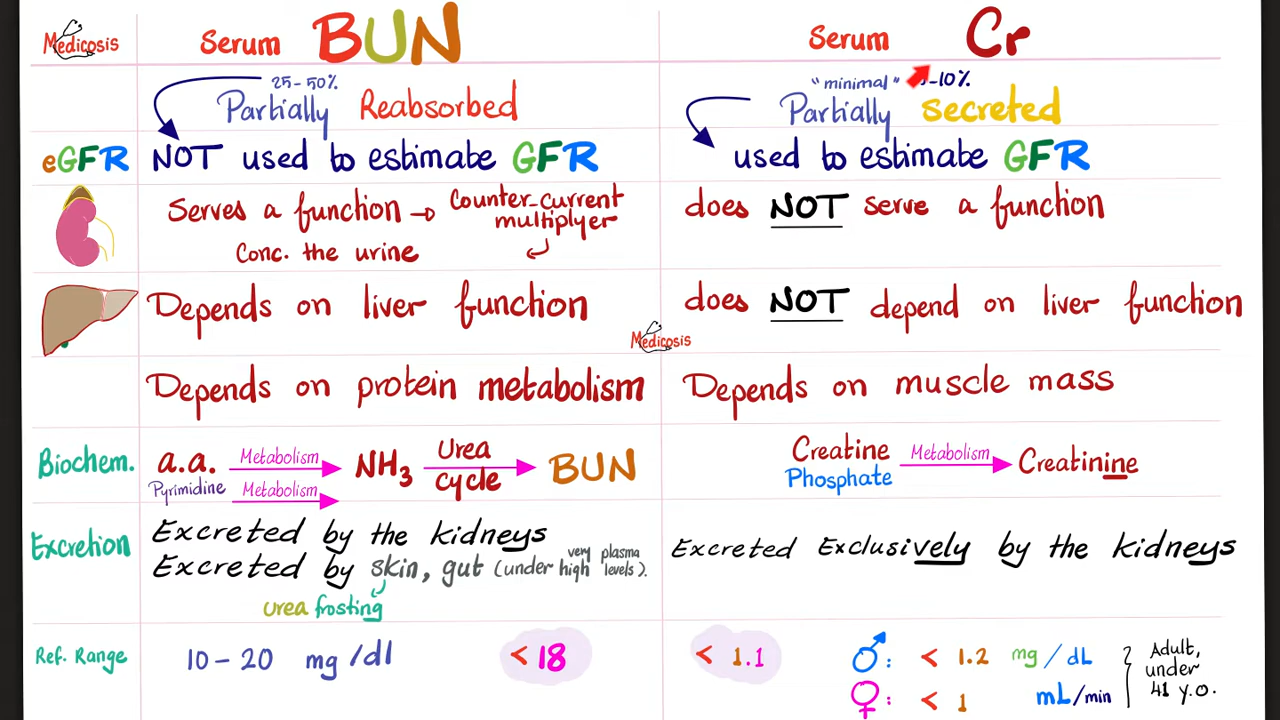 Medicosis
Serum BUN
Serum Cr
25-50%
Partially Reabsorbed
"minimal" -10%
Partially secreted
eGFR
NOT used to estimate GFR
used to estimate GFR
Serves a function → Counter-current
multiplyer
Conc. the urine
does NOT serve a function
Depends on liver function
does NOT depend on liver function
Medicosis
Depends on protein metabolism
Depends on muscle mass
Biochem.
a.a. Metabolism NH3 Urea cycle BUN
Pyrimidine Metabolism
Creatine Metabolism Creatinine
Phosphate
Excretion
Excreted by the kidneys
Excreted by skin, gut (under very high plasma levels).
urea frosting
Excreted Exclusively by the kidneys
Ref. Range
10-20 mg/dl
< 18
< 1.1
♂: < 1.2 mg/dL
♀: < 1 mL/min
Adult,
under
41 y.o.